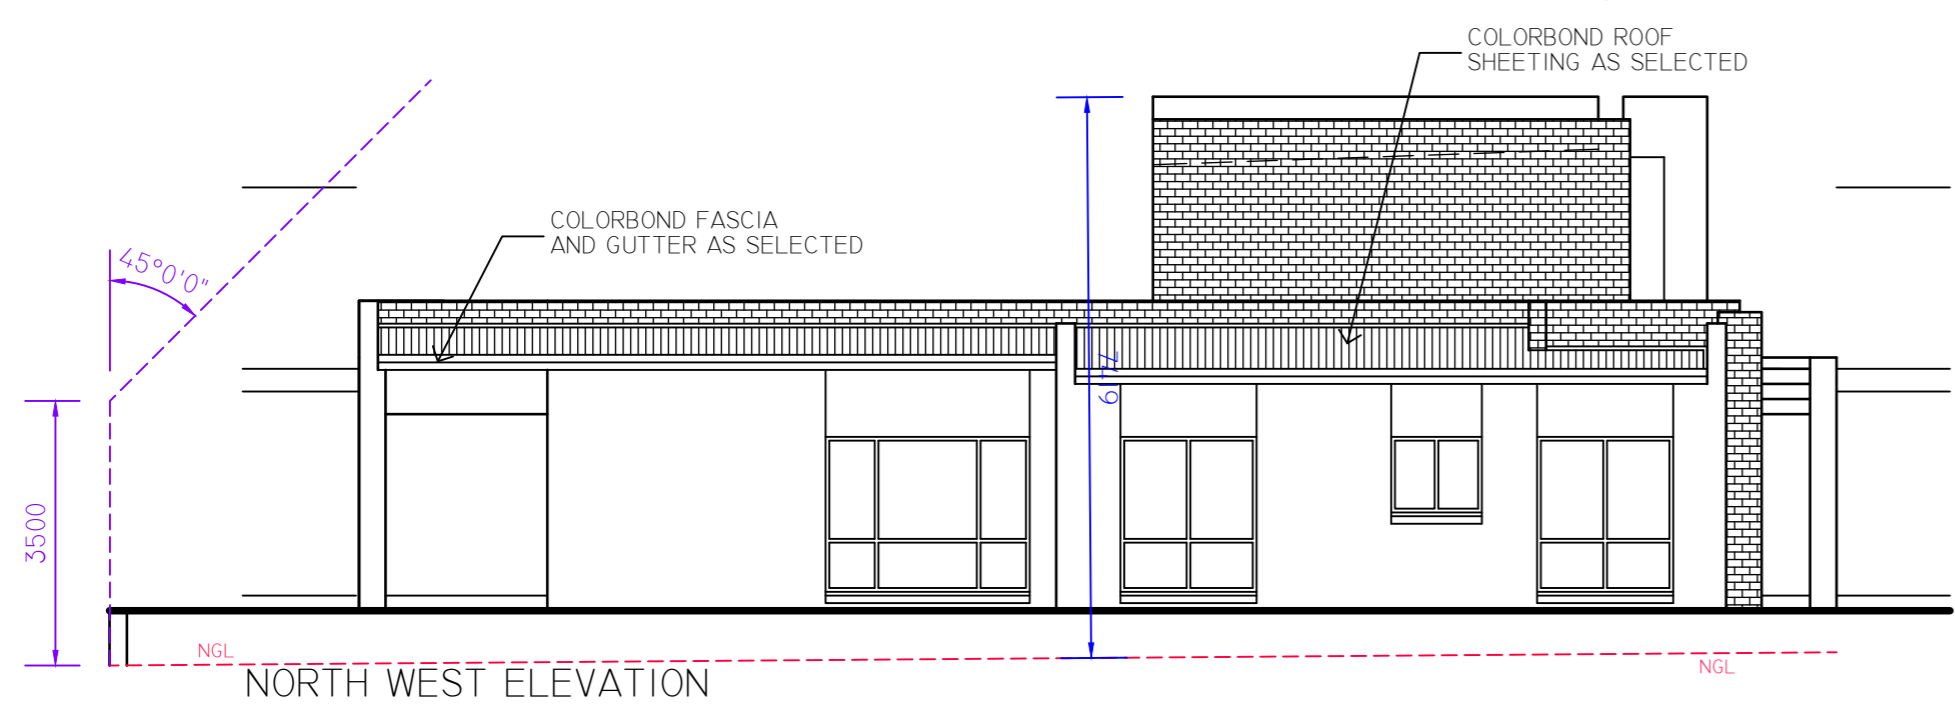 COLORBOND ROOF
SHEETING AS SELECTED
COLORBOND FASCIA
AND GUTTER AS SELECTED
45°0'0"
7419
3500
NGL
NGL
NORTH WEST ELEVATION